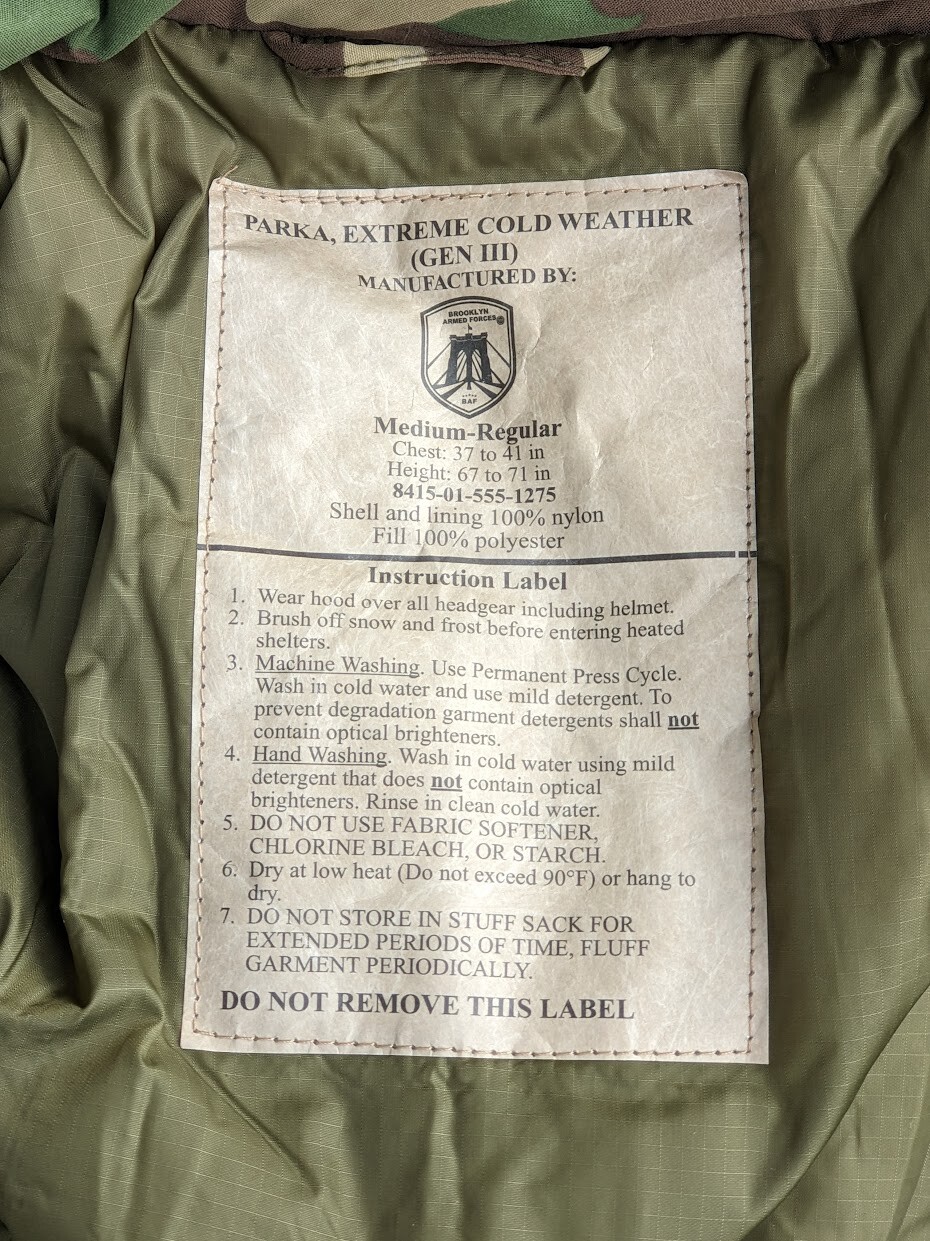 PARKA, EXTREME COLD WEATHER
(GEN III)
MANUFACTURED BY:
BROOKLYN
ARMED FORCES
BAF
Medium-Regular
Chest: 37 to 41 in
Height: 67 to 71 in
8415-01-555-1275
Shell and lining 100% nylon
Fill 100% polyester
Instruction Label
1. Wear hood over all headgear including helmet.
2. Brush off snow and frost before entering heated
shelters.
3. Machine Washing. Use Permanent Press Cycle.
Wash in cold water and use mild detergent. To
prevent degradation garment detergents shall not
contain optical brighteners.
4. Hand Washing. Wash in cold water using mild
detergent that does not contain optical
brighteners. Rinse in clean cold water.
5. DO NOT USE FABRIC SOFTENER,
CHLORINE BLEACH, OR STARCH.
6. Dry at low heat (Do not exceed 90°F) or hang to
dry.
7. DO NOT STORE IN STUFF SACK FOR
EXTENDED PERIODS OF TIME, FLUFF
GARMENT PERIODICALLY.
DO NOT REMOVE THIS LABEL